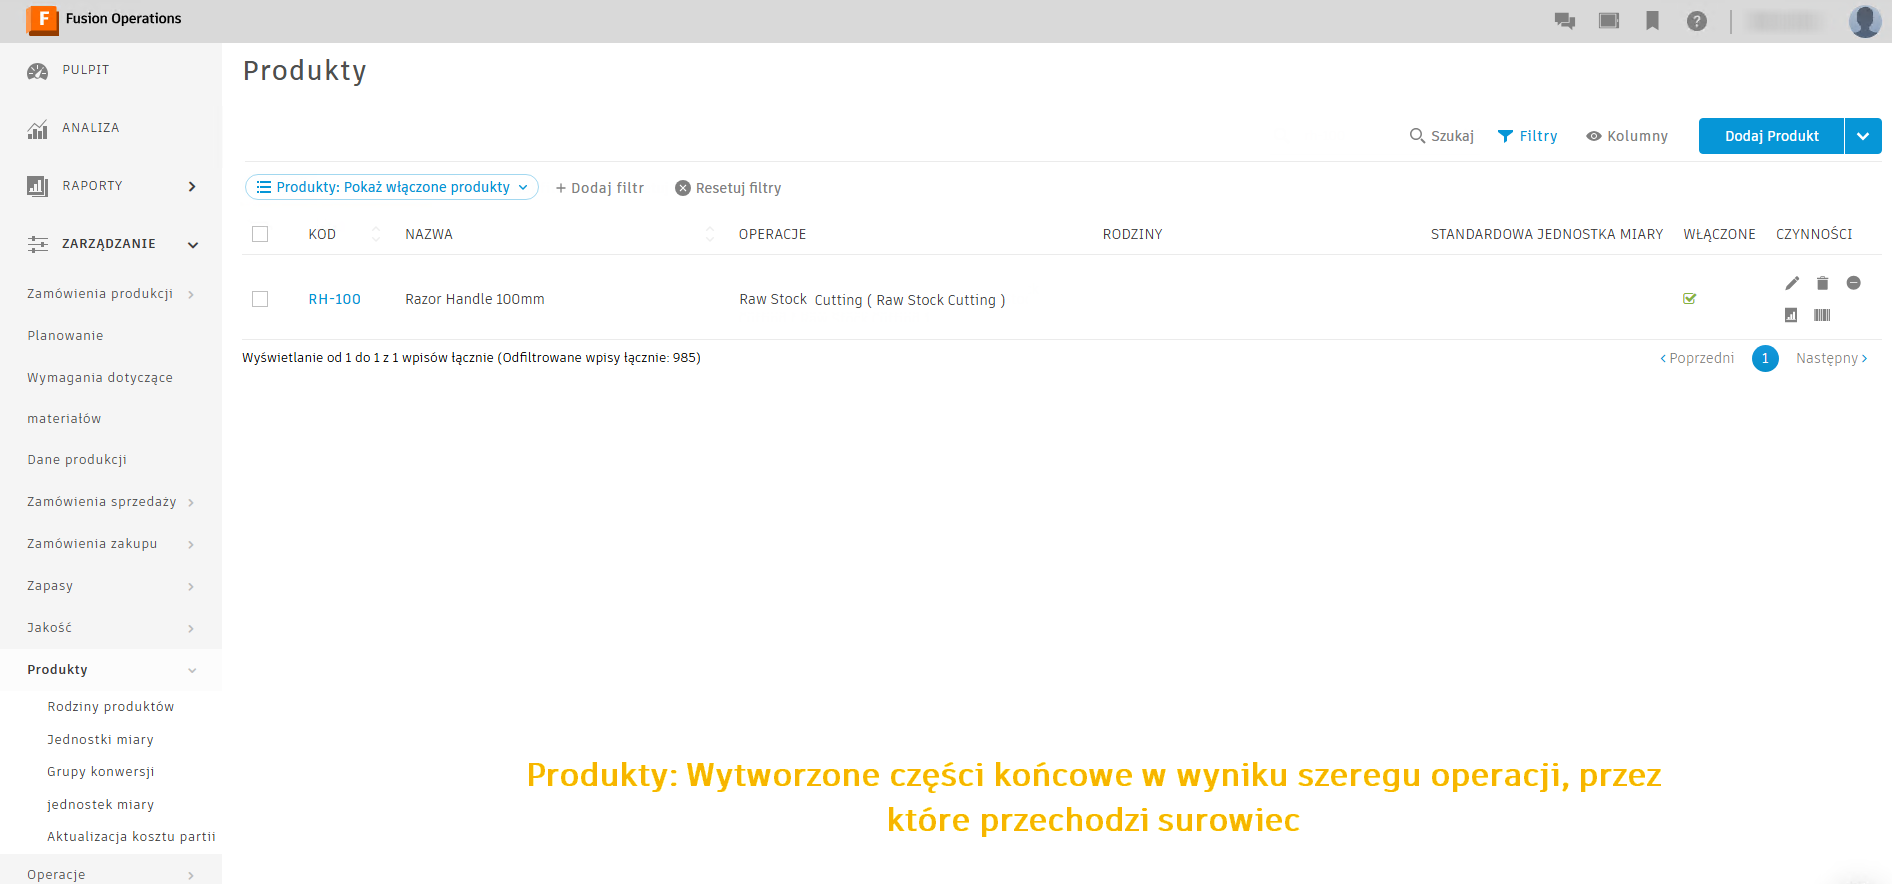 F Fusion Operations
?
PULPIT
ANALIZA
RAPORTY
ZARZĄDZANIE
Zamówienia produkcji
Planowanie
Wymagania dotyczące
materiałów
Dane produkcji
Zamówienia sprzedaży
Zamówienia zakupu
Zapasy
Jakość
Produkty
Rodziny produktów
Jednostki miary
Grupy konwersji
jednostek miary
Aktualizacja kosztu partii
Operacje
Produkty
Szukaj Filtry Kolumny Dodaj Produkt
Produkty: Pokaż włączone produkty + Dodaj filtr Resetuj filtry
KOD NAZWA OPERACJE RODZINY STANDARDOWA JEDNOSTKA MIARY WŁĄCZONE CZYNNOŚCI
RH-100 Razor Handle 100mm Raw Stock Cutting ( Raw Stock Cutting )
Wyświetlanie od 1 do 1 z 1 wpisów łącznie (Odfiltrowane wpisy łącznie: 985) < Poprzedni 1 Następny >
Produkty: Wytworzone części końcowe w wyniku szeregu operacji, przez
które przechodzi surowiec